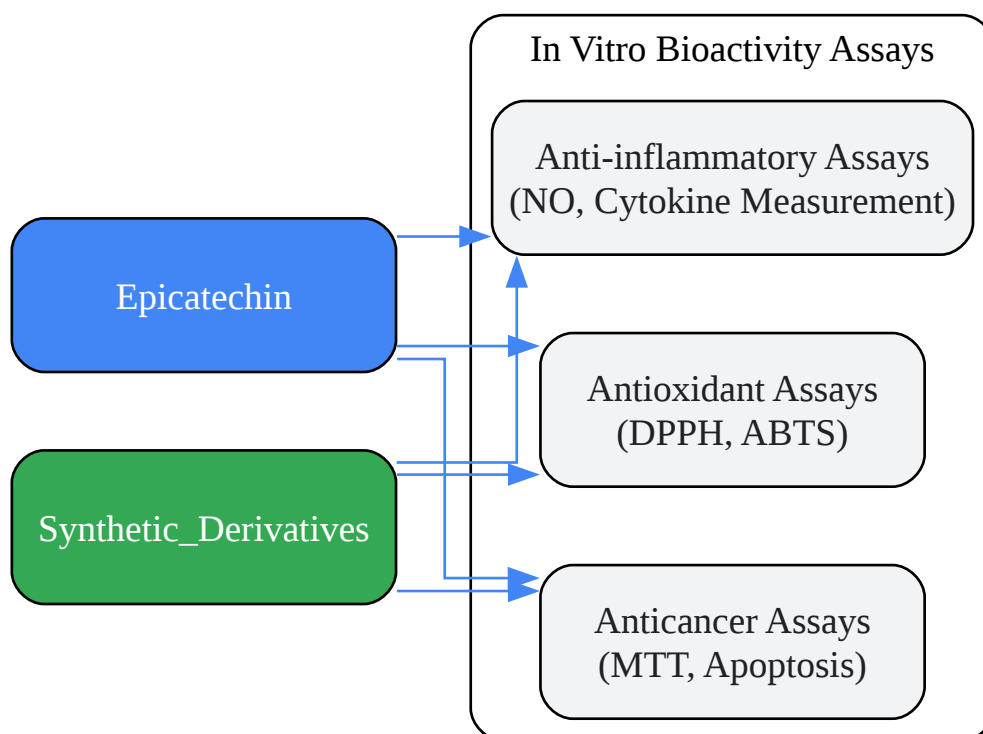 In Vitro Bioactivity Assays
Anti-inflammatory Assays
(NO, Cytokine Measurement)
Epicatechin
Antioxidant Assays
(DPPH, ABTS)
Synthetic_Derivatives
Anticancer Assays
(MTT, Apoptosis)